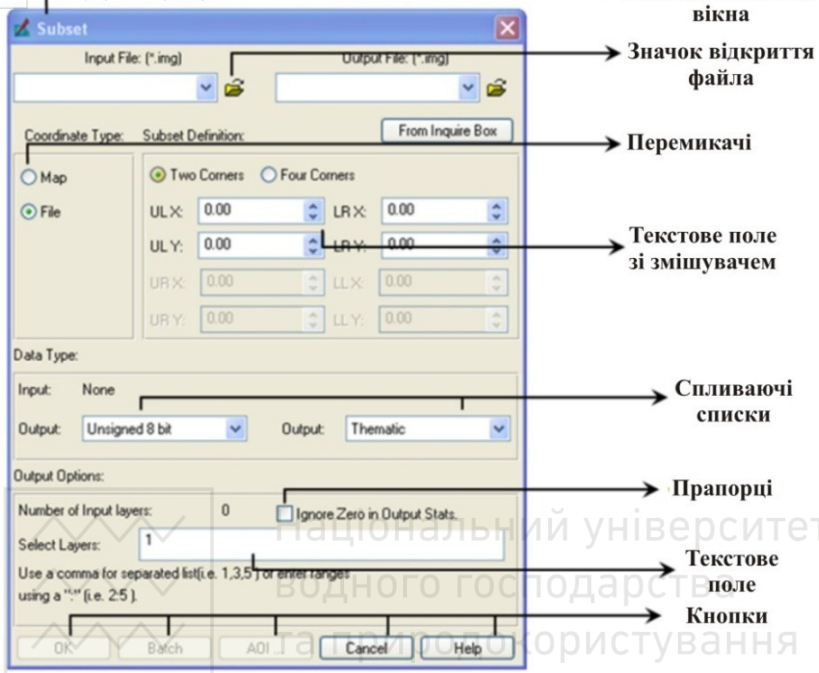 вікна
Subset
Input File: (*.img)
Output File: (*.img)
Значок відкриття
файла
From Inquire Box
Coordinate Type:
Subset Definition:
Перемикачі
Map
File
Two Corners
Four Corners
UL X: 0.00
LR X: 0.00
UL Y: 0.00
LR Y: 0.00
UR X: 0.00
LL X: 0.00
UR Y: 0.00
LL Y: 0.00
Текстове поле
зі змішувачем
Data Type:
Input: None
Output: Unsigned 8 bit
Output: Thematic
Спливаючі
списки
Output Options:
Number of Input layers: 0
Ignore Zero in Output Stats.
Прапорці
Select Layers: 1
Use a comma for separated list(i.e. 1,3,5 ) or enter ranges
using a ":" (i.e. 2:5 ).
Текстове
поле
Кнопки
OK
Batch
AOI ...
Cancel
Help
Національний університет
водного господарства
та природокористування